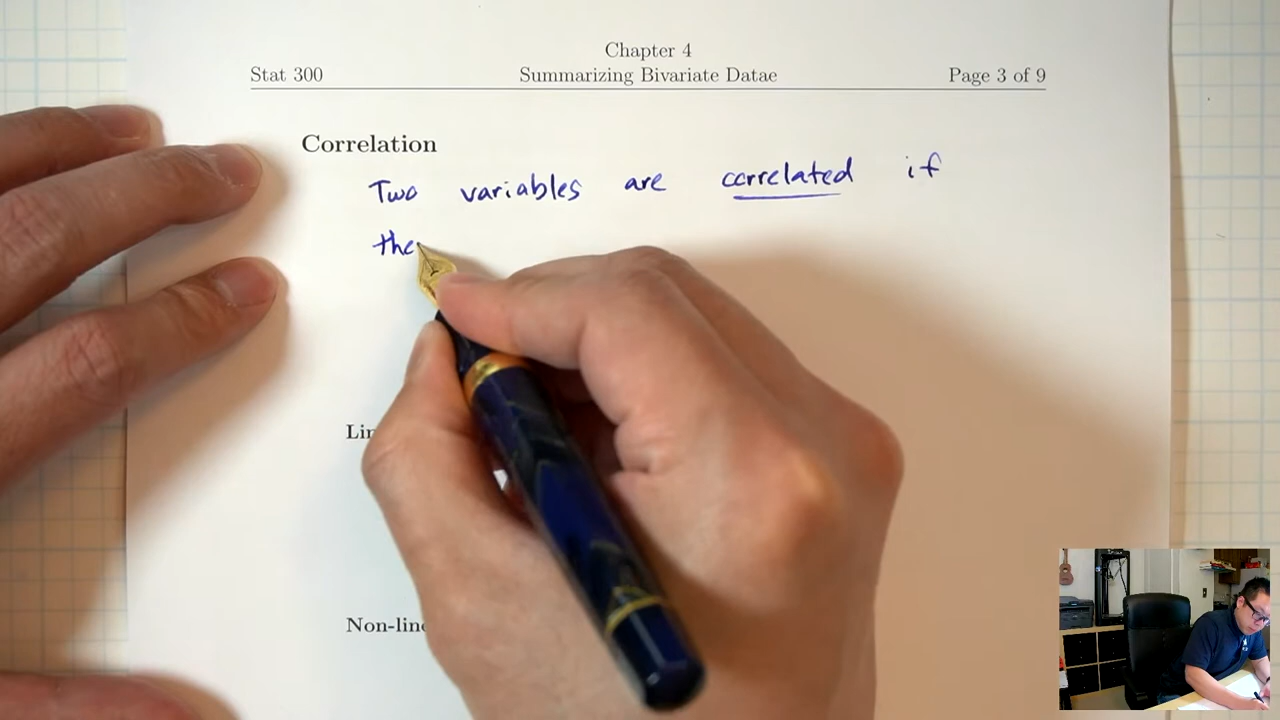 Chapter 4
Stat 300 Summarizing Bivariate Datae Page 3 of 9
Correlation
Two variables are correlated if
the